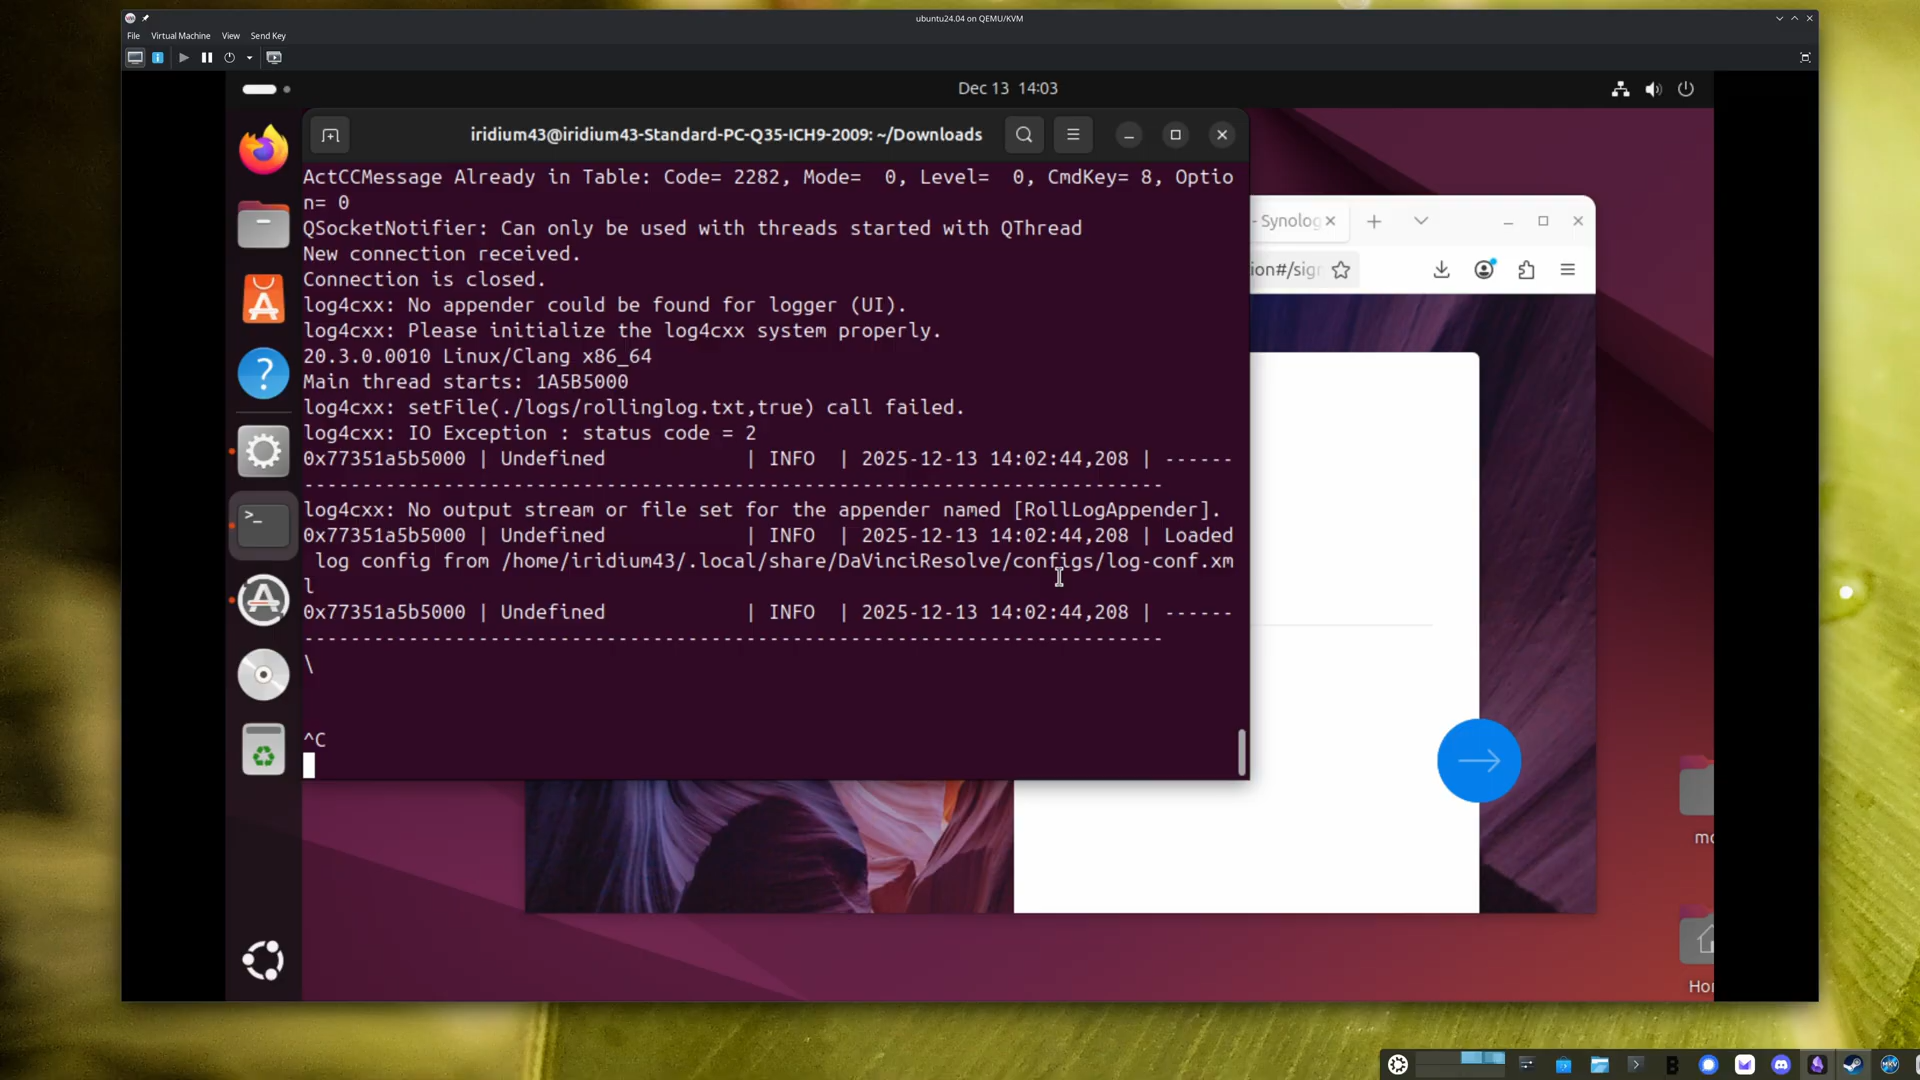 ubuntu24.04 on QEMU/KVM
File Virtual Machine View Send Key
Dec 13 14:03
iridium43@iridium43-Standard-PC-Q35-ICH9-2009: ~/Downloads
ActCCMessage Already in Table: Code= 2282, Mode=  0, Level=  0, CmdKey= 8, Optio
n= 0
QSocketNotifier: Can only be used with threads started with QThread
New connection received.
Connection is closed.
log4cxx: No appender could be found for logger (UI).
log4cxx: Please initialize the log4cxx system properly.
20.3.0.0010 Linux/Clang x86_64
Main thread starts: 1A5B5000
log4cxx: setFile(./logs/rollinglog.txt,true) call failed.
log4cxx: IO Exception : status code = 2
0x77351a5b5000 | Undefined            | INFO  | 2025-12-13 14:02:44,208 | ------
--------------------------------------------------------------------------
log4cxx: No output stream or file set for the appender named [RollLogAppender].
0x77351a5b5000 | Undefined            | INFO  | 2025-12-13 14:02:44,208 | Loaded
 log config from /home/iridium43/.local/share/DaVinciResolve/configs/log-conf.xm
l
0x77351a5b5000 | Undefined            | INFO  | 2025-12-13 14:02:44,208 | ------
--------------------------------------------------------------------------
\
^C
- Synolog
ion#/sig
mo
Hor